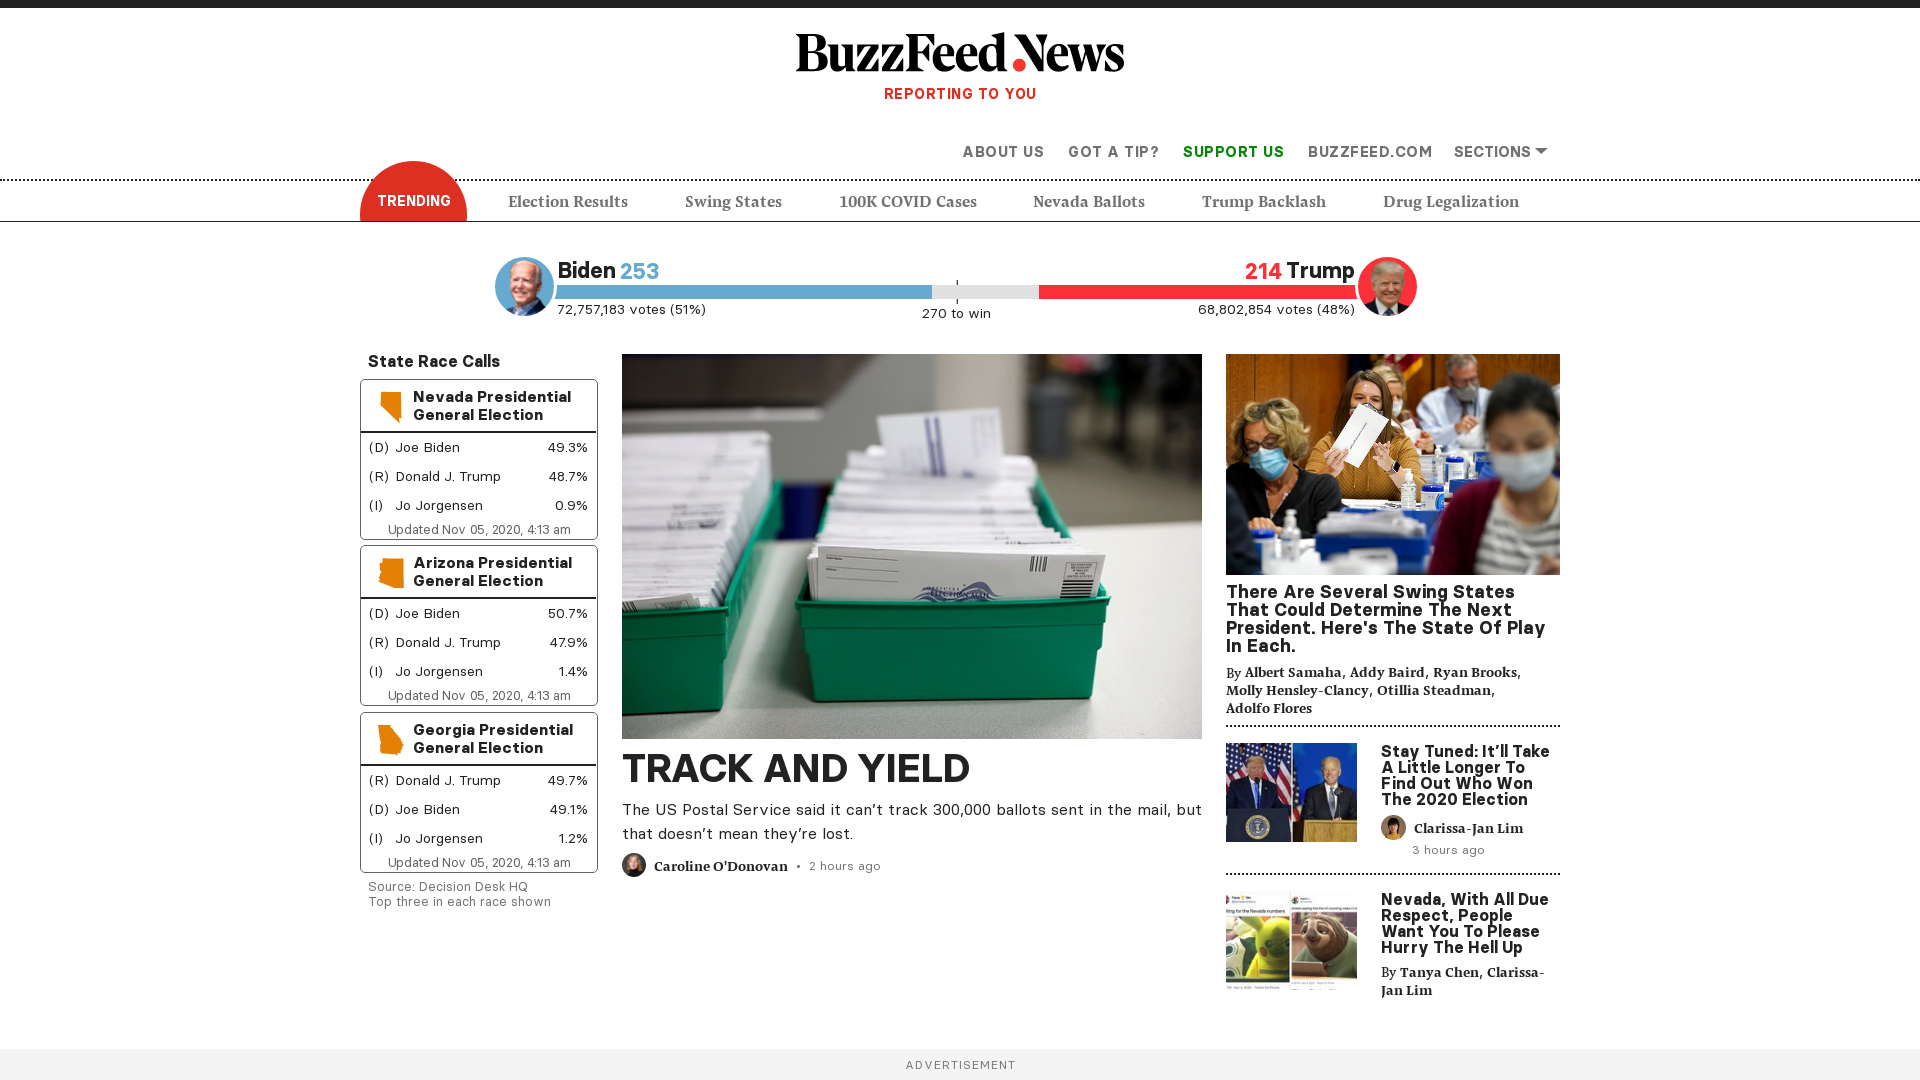 BuzzFeed News
REPORTING TO YOU
ABOUT US
GOT A TIP?
SUPPORT US
BUZZFEED.COM
SECTIONS
TRENDING
Election Results
Swing States
100K COVID Cases
Nevada Ballots
Trump Backlash
Drug Legalization
Biden 253
214 Trump
72,757,183 votes (51%)
270 to win
68,802,854 votes (48%)
State Race Calls
Nevada Presidential
General Election
(D) Joe Biden 49.3%
(R) Donald J. Trump 48.7%
(I) Jo Jorgensen 0.9%
Updated Nov 05, 2020, 4:13 am
Arizona Presidential
General Election
(D) Joe Biden 50.7%
(R) Donald J. Trump 47.9%
(I) Jo Jorgensen 1.4%
Updated Nov 05, 2020, 4:13 am
Georgia Presidential
General Election
(R) Donald J. Trump 49.7%
(D) Joe Biden 49.1%
(I) Jo Jorgensen 1.2%
Updated Nov 05, 2020, 4:13 am
Source: Decision Desk HQ
Top three in each race shown
TRACK AND YIELD
The US Postal Service said it can’t track 300,000 ballots sent in the mail, but
that doesn’t mean they’re lost.
Caroline O'Donovan • 2 hours ago
There Are Several Swing States
That Could Determine The Next
President. Here's The State Of Play
In Each.
By Albert Samaha, Addy Baird, Ryan Brooks,
Molly Hensley-Clancy, Otillia Steadman,
Adolfo Flores
Stay Tuned: It’ll Take
A Little Longer To
Find Out Who Won
The 2020 Election
Clarissa-Jan Lim
3 hours ago
ting for the Nevada numbers
Nevada, With All Due
Respect, People
Want You To Please
Hurry The Hell Up
By Tanya Chen, Clarissa-
Jan Lim
ADVERTISEMENT